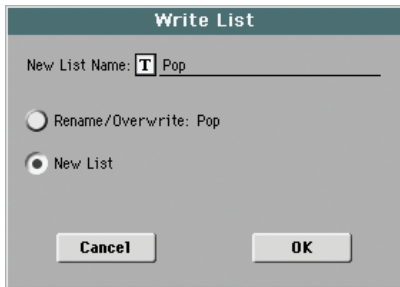 Write List
New List Name: T Pop
Rename/Overwrite: Pop
New List
Cancel OK